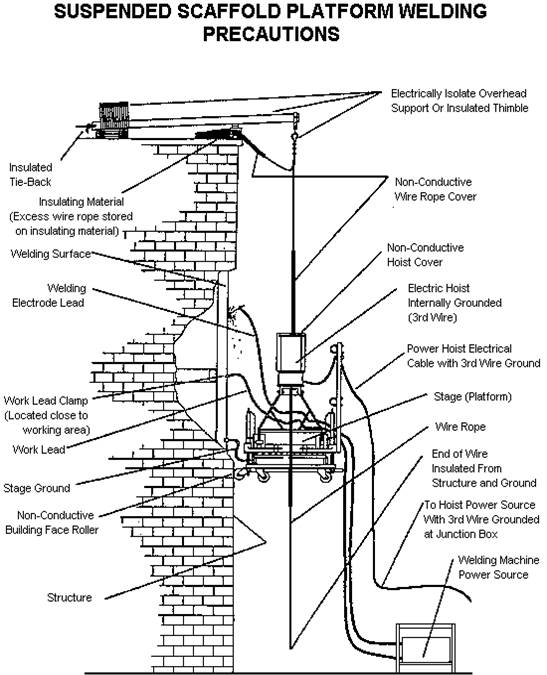 SUSPENDED SCAFFOLD PLATFORM WELDING
PRECAUTIONS
Electrically Isolate Overhead
Support Or Insulated Thimble
Insulated
Tie-Back
Insulating Material
(Excess wire rope stored
on insulating material)
Non-Conductive
Wire Rope Cover
Welding Surface
Non-Conductive
Hoist Cover
Welding
Electrode Lead
Electric Hoist
Internally Grounded
(3rd Wire)
Power Hoist Electrical
Cable with 3rd Wire Ground
Work Lead Clamp
(Located close to
working area)
Stage (Platform)
Work Lead
Wire Rope
Stage Ground
End of Wire
Insulated From
Structure and Ground
Non-Conductive
Building Face Roller
To Hoist Power Source
With 3rd Wire Grounded
at Junction Box
Welding Machine
Power Source
Structure